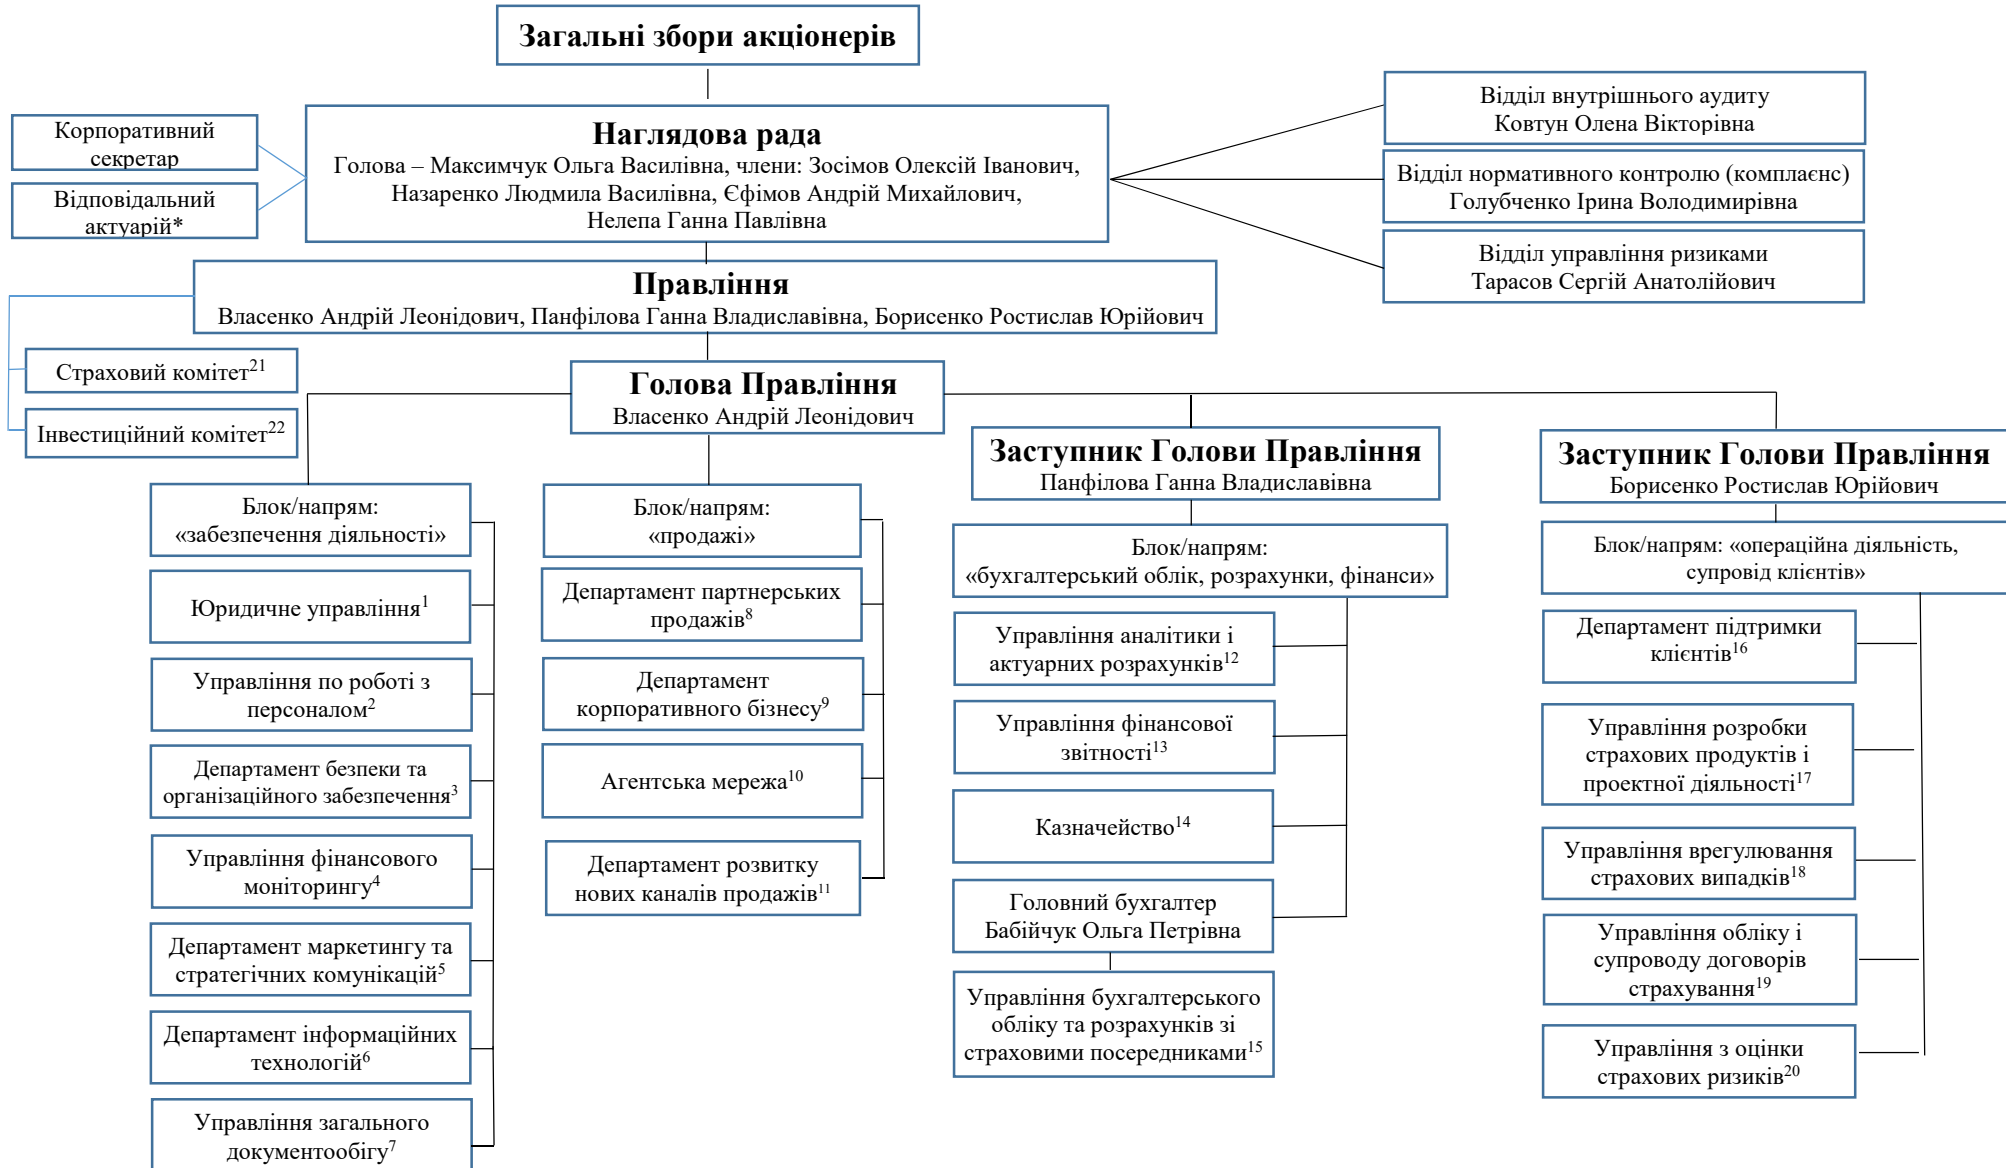 Загальні збори акціонерів
Корпоративний
секретар
Відповідальний
актуарій*
Наглядова рада
Голова – Максимчук Ольга Василівна, члени: Зосімов Олексій Іванович,
Назаренко Людмила Василівна, Єфімов Андрій Михайлович,
Нелепа Ганна Павлівна
Відділ внутрішнього аудиту
Ковтун Олена Вікторівна
Відділ нормативного контролю (комплаєнс)
Голубченко Ірина Володимирівна
Відділ управління ризиками
Тарасов Сергій Анатолійович
Правління
Власенко Андрій Леонідович, Панфілова Ганна Владиславівна, Борисенко Ростислав Юрійович
Страховий комітет21
Інвестиційний комітет22
Голова Правління
Власенко Андрій Леонідович
Заступник Голови Правління
Панфілова Ганна Владиславівна
Заступник Голови Правління
Борисенко Ростислав Юрійович
Блок/напрям:
«забезпечення діяльності»
Юридичне управління1
Управління по роботі з
персоналом2
Департамент безпеки та
організаційного забезпечення3
Управління фінансового
моніторингу4
Департамент маркетингу та
стратегічних комунікацій5
Департамент інформаційних
технологій6
Управління загального
документообігу7
Блок/напрям:
«продажі»
Департамент партнерських
продажів8
Департамент
корпоративного бізнесу9
Агентська мережа10
Департамент розвитку
нових каналів продажів11
Блок/напрям:
«бухгалтерський облік, розрахунки, фінанси»
Управління аналітики і
актуарних розрахунків12
Управління фінансової
звітності13
Казначейство14
Головний бухгалтер
Бабійчук Ольга Петрівна
Управління бухгалтерського
обліку та розрахунків зі
страховими посередниками15
Блок/напрям: «операційна діяльність,
супровід клієнтів»
Департамент підтримки
клієнтів16
Управління розробки
страхових продуктів і
проектної діяльності17
Управління врегулювання
страхових випадків18
Управління обліку і
супроводу договорів
страхування19
Управління з оцінки
страхових ризиків20